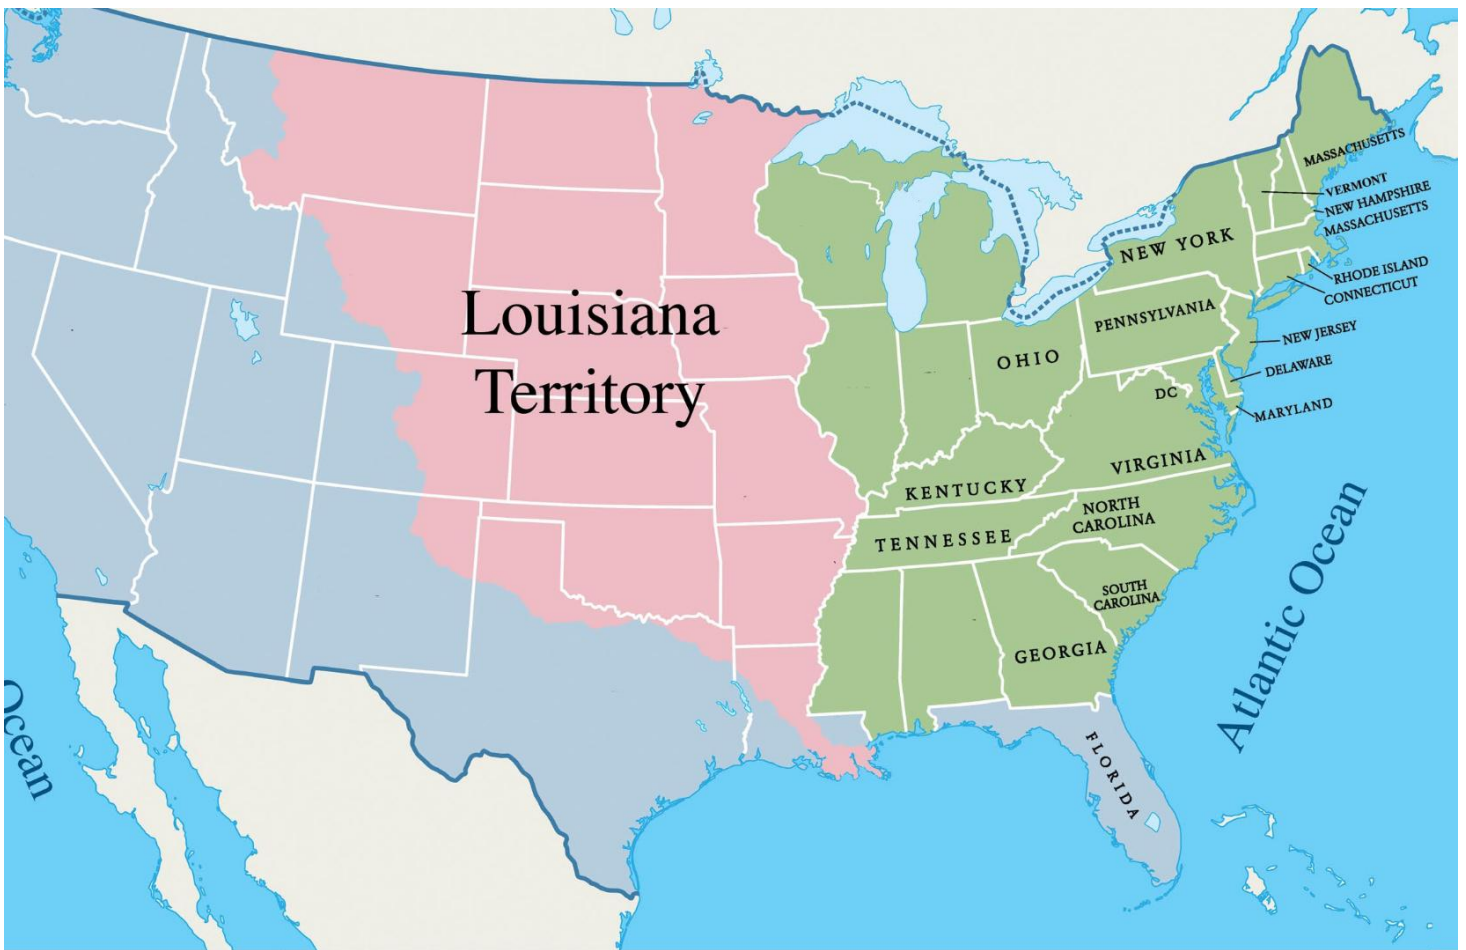 MASSACHUSETTS
VERMONT
NEW HAMPSHIRE
MASSACHUSETTS
NEW YORK
RHODE ISLAND
CONNECTICUT
PENNSYLVANIA
Louisiana
Territory
NEW JERSEY
OHIO
DELAWARE
DC
MARYLAND
VIRGINIA
KENTUCKY
NORTH
CAROLINA
TENNESSEE
SOUTH
CAROLINA
GEORGIA
Atlantic Ocean
Ocean
FLORIDA